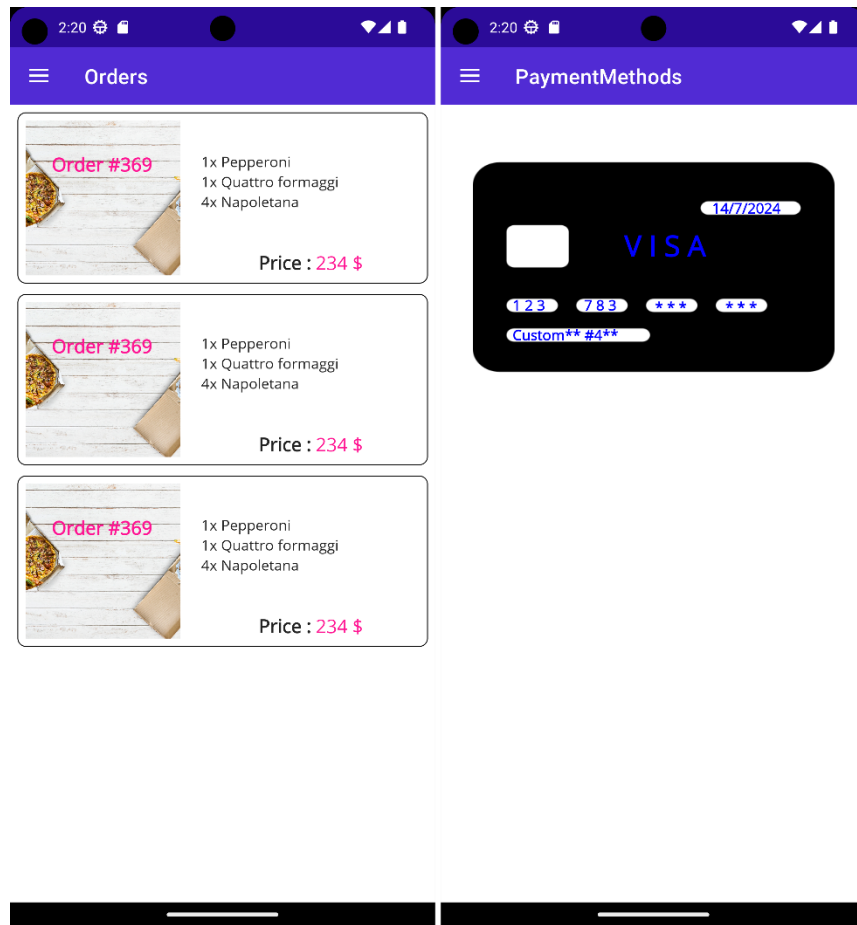 2:20
Orders
Order #369
1x Pepperoni
1x Quattro formaggi
4x Napoletana
Price : 234 $
Order #369
1x Pepperoni
1x Quattro formaggi
4x Napoletana
Price : 234 $
Order #369
1x Pepperoni
1x Quattro formaggi
4x Napoletana
Price : 234 $
2:20
PaymentMethods
14/7/2024
VISA
123 783 *** ***
Custom** #4**